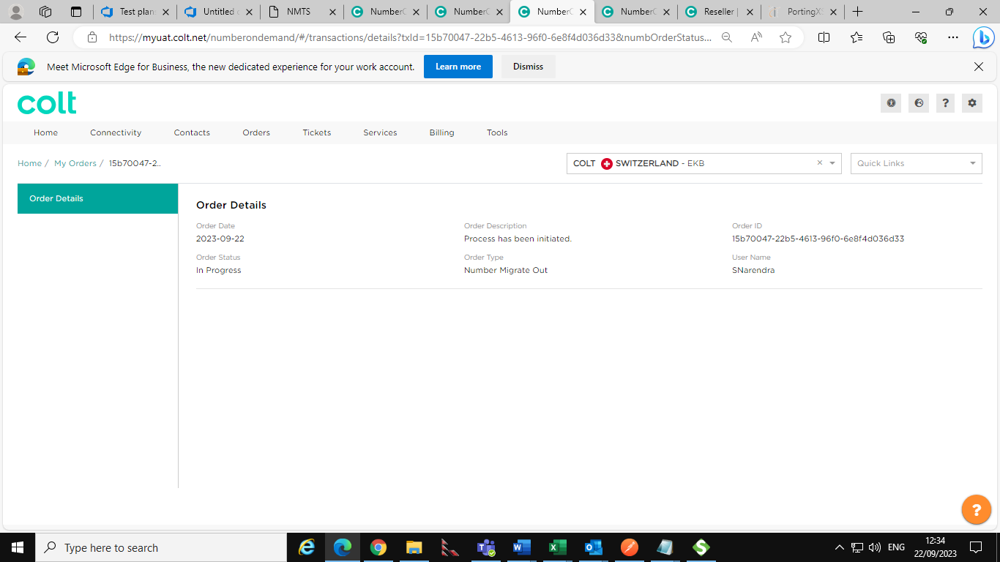 Test plan
Untitled
NMTS
Number
Number
Number
Number
Reseller |
PortingXS
https://myuat.colt.net/numberondemand/#/transactions/details?txId=15b70047-22b5-4613-96f0-6e8f4d036d33&numbOrderStatus...
Meet Microsoft Edge for Business, the new dedicated experience for your work account.
Learn more
Dismiss
colt
?
Home
Connectivity
Contacts
Orders
Tickets
Services
Billing
Tools
Home / My Orders / 15b70047-2..
COLT SWITZERLAND - EKB
Quick Links
Order Details
Order Details
Order Date
Order Description
Order ID
2023-09-22
Process has been initiated.
15b70047-22b5-4613-96f0-6e8f4d036d33
Order Status
Order Type
User Name
In Progress
Number Migrate Out
SNarendra
?
Type here to search
ENG
12:34
22/09/2023